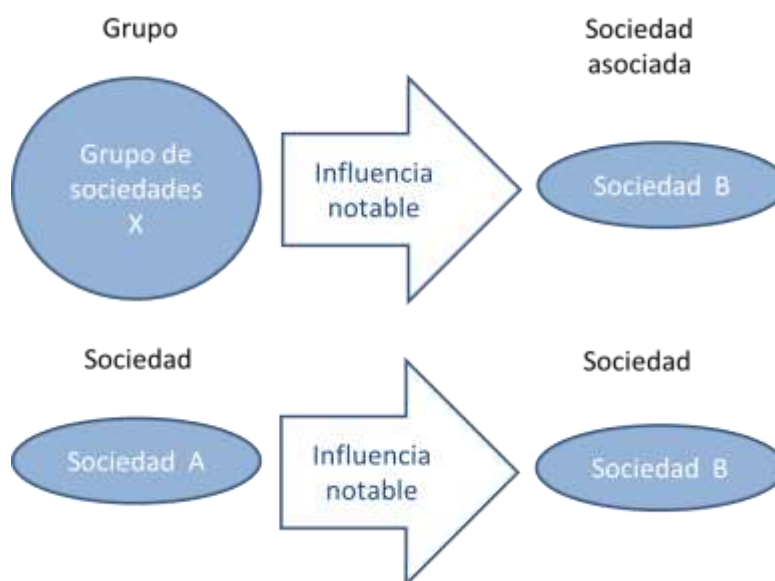 Grupo
Sociedad
asociada
Grupo de
sociedades
X
Influencia
notable
Sociedad B
Sociedad
Sociedad
Sociedad A
Influencia
notable
Sociedad B